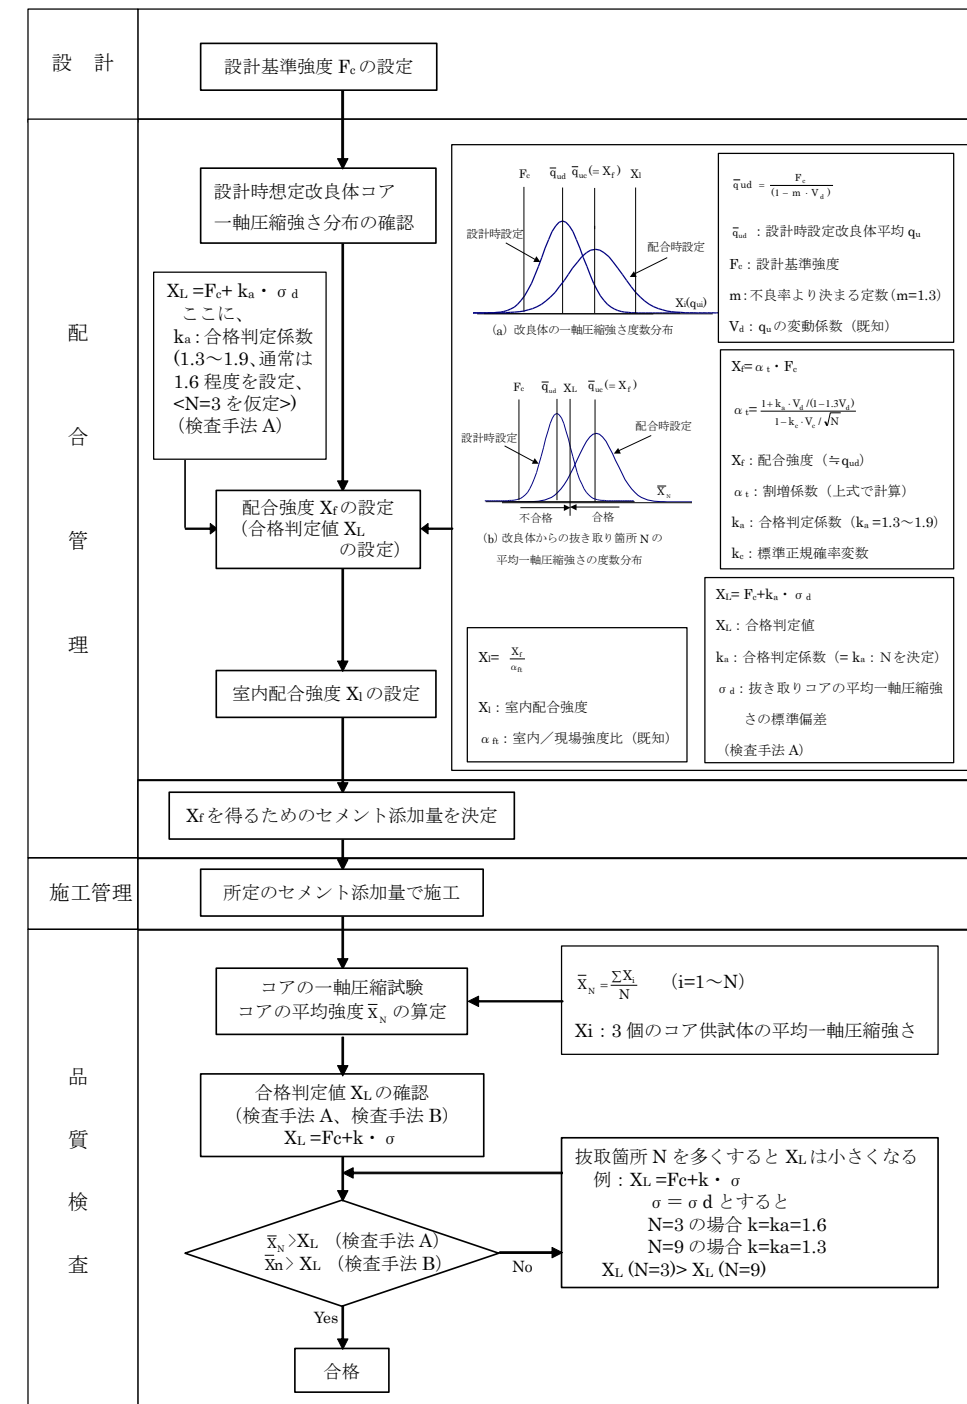 設 計
設計基準強度 Fcの設定
配
合
管
理
設計時想定改良体コア
一軸圧縮強さ分布の確認
XL =Fc+ ka・ σ d
ここに、
ka : 合格判定係数
(1.3～1.9、通常は
1.6 程度を設定、
<N=3 を仮定>)
(検査手法 A)
配合強度 Xfの設定
(合格判定値 XL
の設定)
室内配合強度 Xlの設定
Fc q̅ud q̅uc(= Xf) Xl
設計時設定
配合時設定
Xi(qui)
(a) 改良体の一軸圧縮強さ度数分布
Fc q̅ud XL q̅uc(= Xf)
設計時設定
配合時設定
X̅N
不合格 合格
(b) 改良体からの抜き取り箇所 N の
平均一軸圧縮強さの度数分布
q̅ud = Fc/(1 − m · Vd)
q̅ud : 設計時設定改良体平均 qu
Fc : 設計基準強度
m : 不良率より決まる定数 (m=1.3)
Vd : quの変動係数 (既知)
Xf= α t・Fc
α t= 1+ka·Vd/(1−1.3Vd) / 1−kc·Vc/√N
Xf : 配合強度 (≒qud)
α t : 割増係数 (上式で計算)
ka : 合格判定係数 (ka =1.3～1.9)
kc : 標準正規確率変数
XL= Fc+ka・ σ d
XL : 合格判定値
ka : 合格判定係数 (= ka : Nを決定)
σ d : 抜き取りコアの平均一軸圧縮強
さの標準偏差
(検査手法 A)
Xl= Xf/αft
Xl : 室内配合強度
α ft : 室内／現場強度比 (既知)
Xfを得るためのセメント添加量を決定
施工管理
所定のセメント添加量で施工
品
質
検
査
コアの一軸圧縮試験
コアの平均強度 X̅N の算定
X̅N = ΣXi/N (i=1～N)
Xi : 3 個のコア供試体の平均一軸圧縮強さ
合格判定値 XLの確認
(検査手法 A、検査手法 B)
XL =Fc+k・ σ
抜取箇所 N を多くすると XLは小さくなる
例 : XL =Fc+k・ σ
σ ＝ σ d とすると
N=3 の場合 k=ka=1.6
N=9 の場合 k=ka=1.3
XL (N=3)> XL (N=9)
X̅N >XL (検査手法 A)
X̅n > XL (検査手法 B)
No
Yes
合格